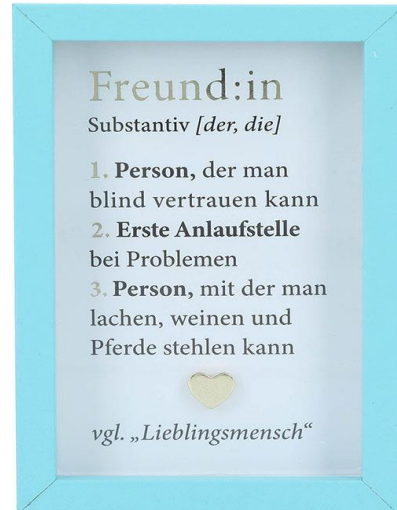 Freund:in
Substantiv [der, die]
1. Person, der man
blind vertrauen kann
2. Erste Anlaufstelle
bei Problemen
3. Person, mit der man
lachen, weinen und
Pferde stehlen kann
vgl. „Lieblingsmensch“